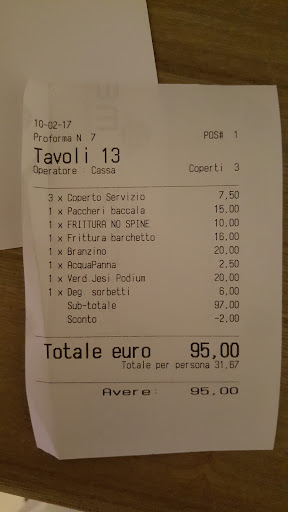 10-02-17
Proforma N. 7 POS# 1
Tavoli 13
Operatore : Cassa Coperti 3
3 x Coperto Servizio 7,50
1 x Paccheri baccala 15,00
1 x FRITTURA NO SPINE 10,00
1 x Frittura barchetto 16,00
1 x Branzino 20,00
1 x AcquaPanna 2,50
1 x Verd Jesi Podium 20,00
1 x Deg. sorbetti 6,00
Sub-totale 97,00
Sconto -2,00
Totale euro 95,00
Totale per persona 31,67
Avere: 95,00